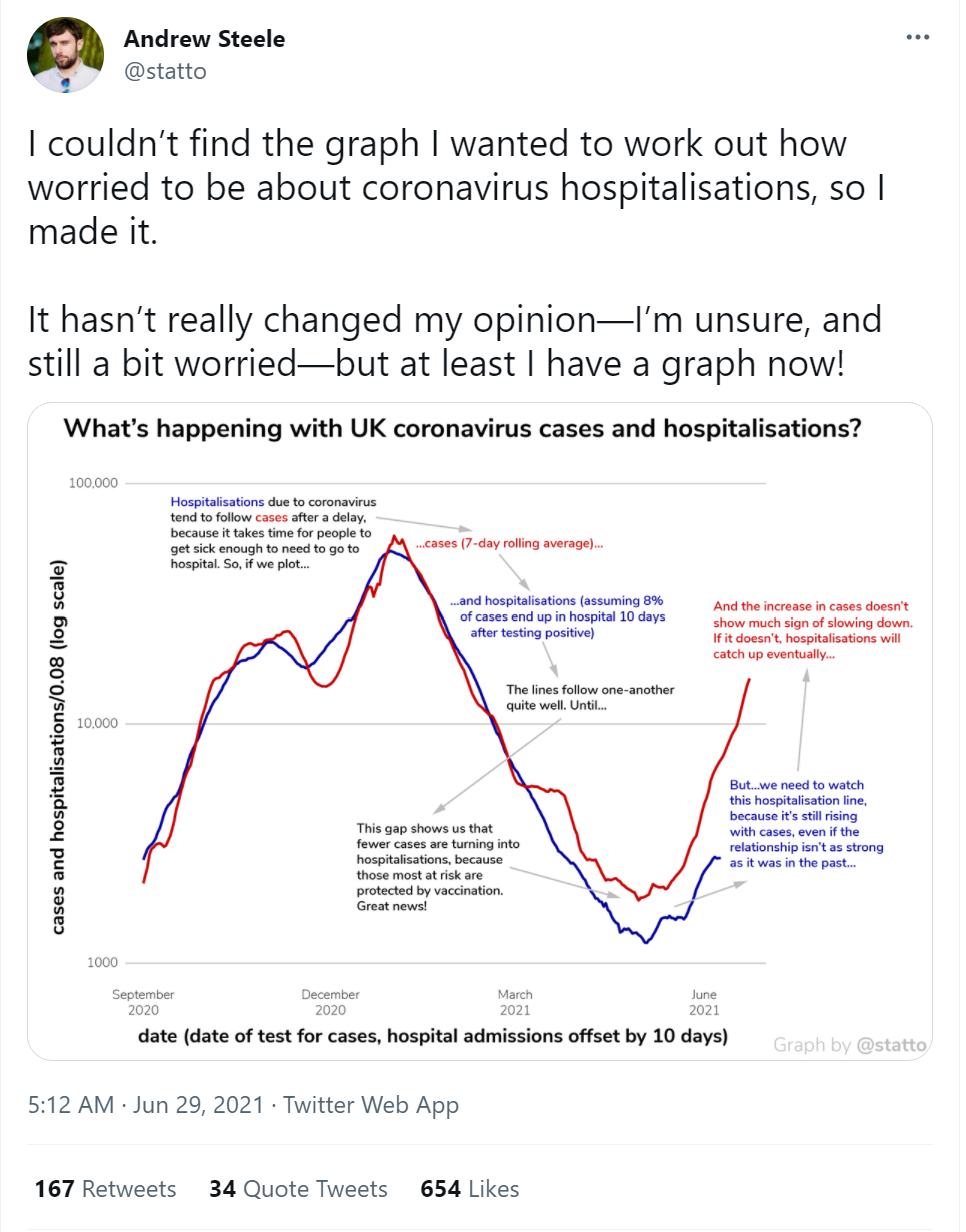 Andrew Steele
@statto
I couldn’t find the graph I wanted to work out how
worried to be about coronavirus hospitalisations, so I
made it.
It hasn’t really changed my opinion—I’m unsure, and
still a bit worried—but at least I have a graph now!
What’s happening with UK coronavirus cases and hospitalisations?
100,000
Hospitalisations due to coronavirus
tend to follow cases after a delay,
because it takes time for people to
get sick enough to need to go to
hospital. So, if we plot...
...cases (7-day rolling average)...
...and hospitalisations (assuming 8%
of cases end up in hospital 10 days
after testing positive)
The lines follow one-another
quite well. Until...
And the increase in cases doesn’t
show much sign of slowing down.
If it doesn’t, hospitalisations will
catch up eventually...
cases and hospitalisations/0.08 (log scale)
10,000
This gap shows us that
fewer cases are turning into
hospitalisations, because
those most at risk are
protected by vaccination.
Great news!
But...we need to watch
this hospitalisation line,
because it’s still rising
with cases, even if the
relationship isn’t as strong
as it was in the past...
1000
September
2020
December
2020
March
2021
June
2021
date (date of test for cases, hospital admissions offset by 10 days)
Graph by @statto
5:12 AM · Jun 29, 2021 · Twitter Web App
167 Retweets 34 Quote Tweets 654 Likes